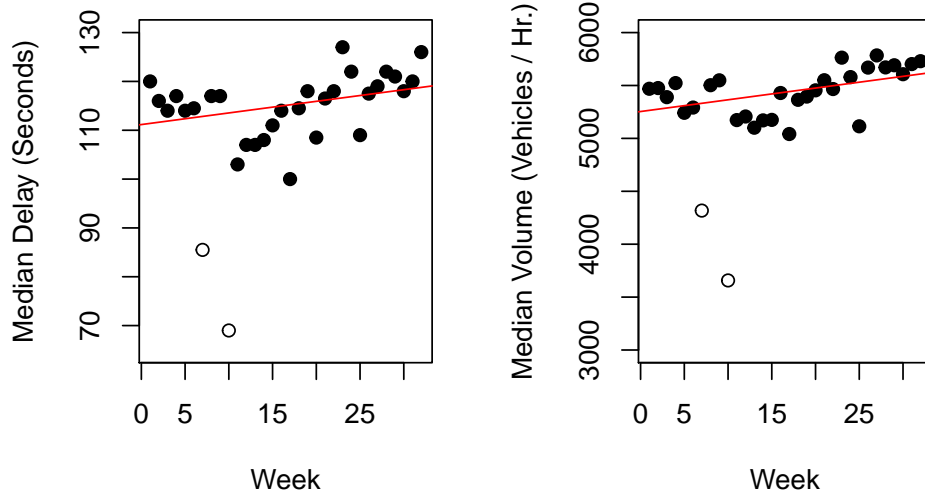 Median Delay (Seconds)
130
110
90
70
0 5 15 25
Week
Median Volume (Vehicles / Hr.)
6000
5000
4000
3000
0 5 15 25
Week